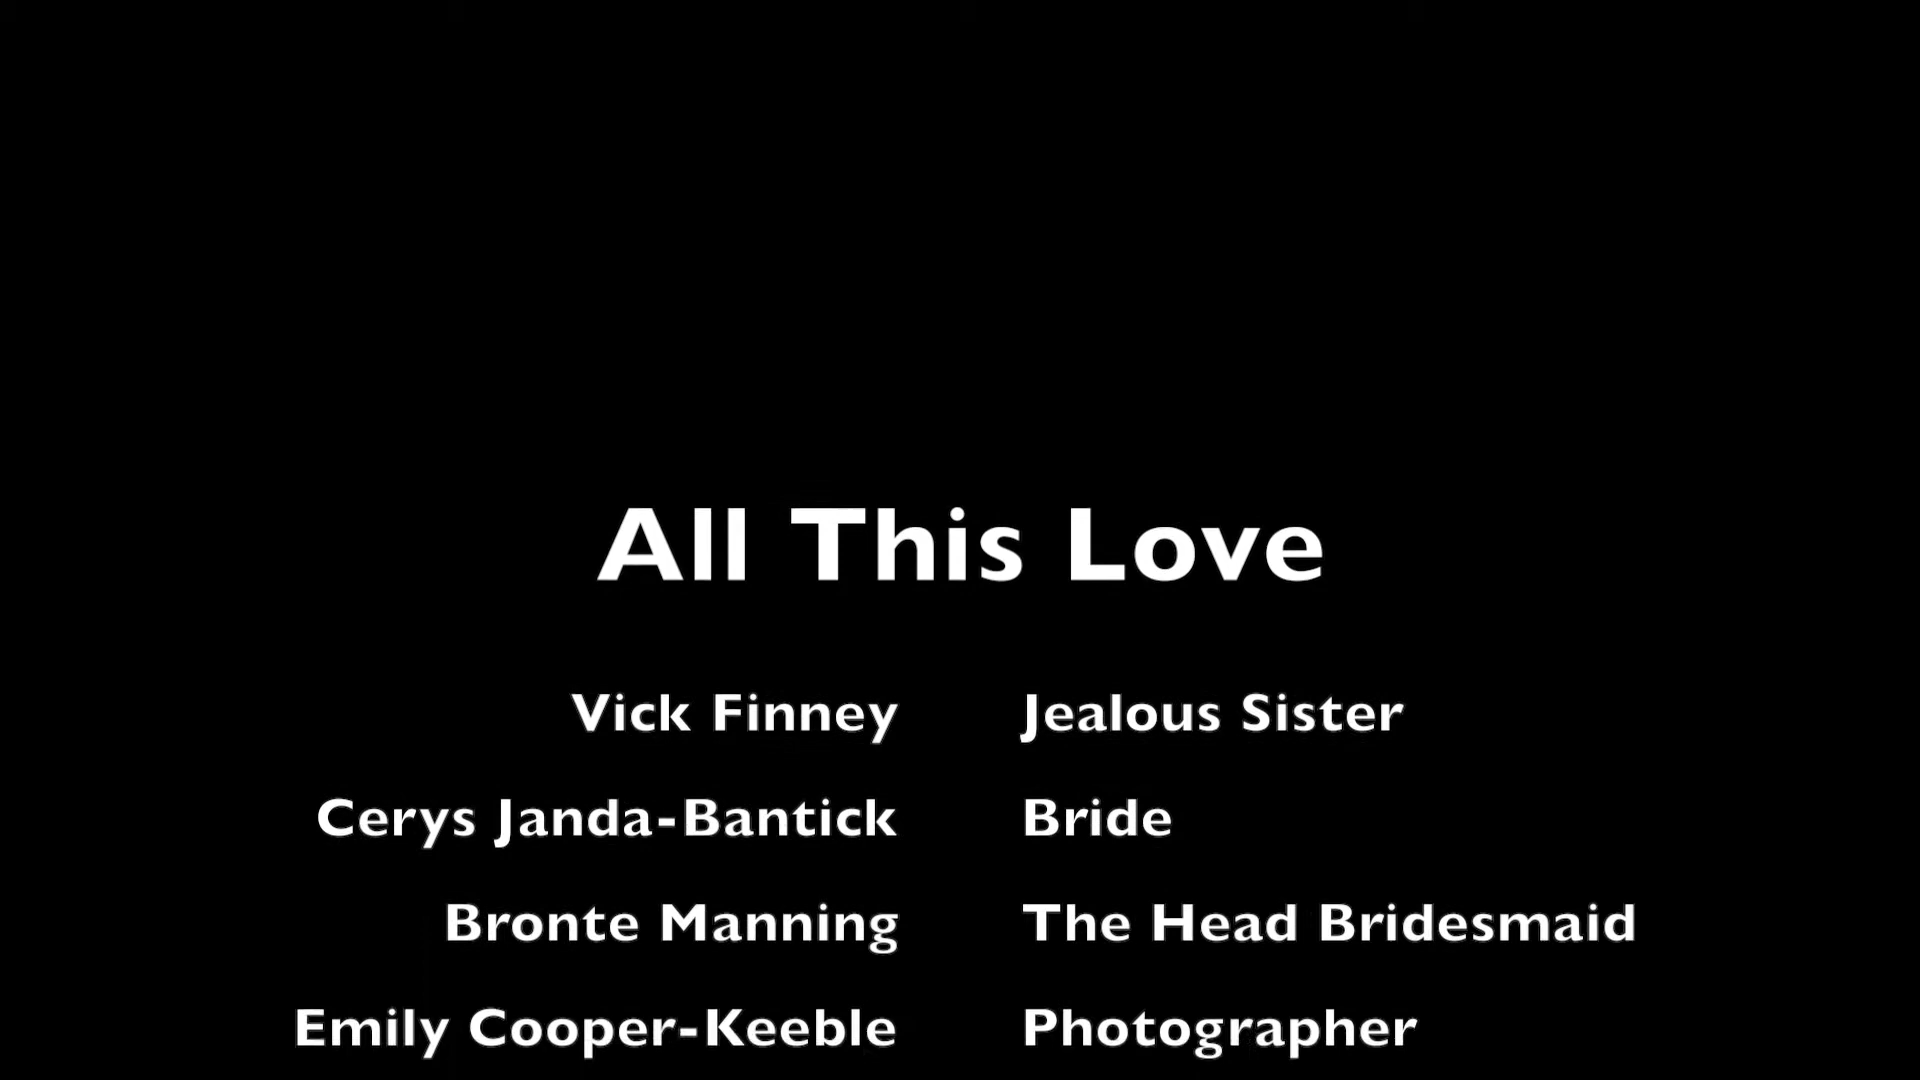 All This Love
Vick Finney Jealous Sister
Cerys Janda-Bantick Bride
Bronte Manning The Head Bridesmaid
Emily Cooper-Keeble Photographer